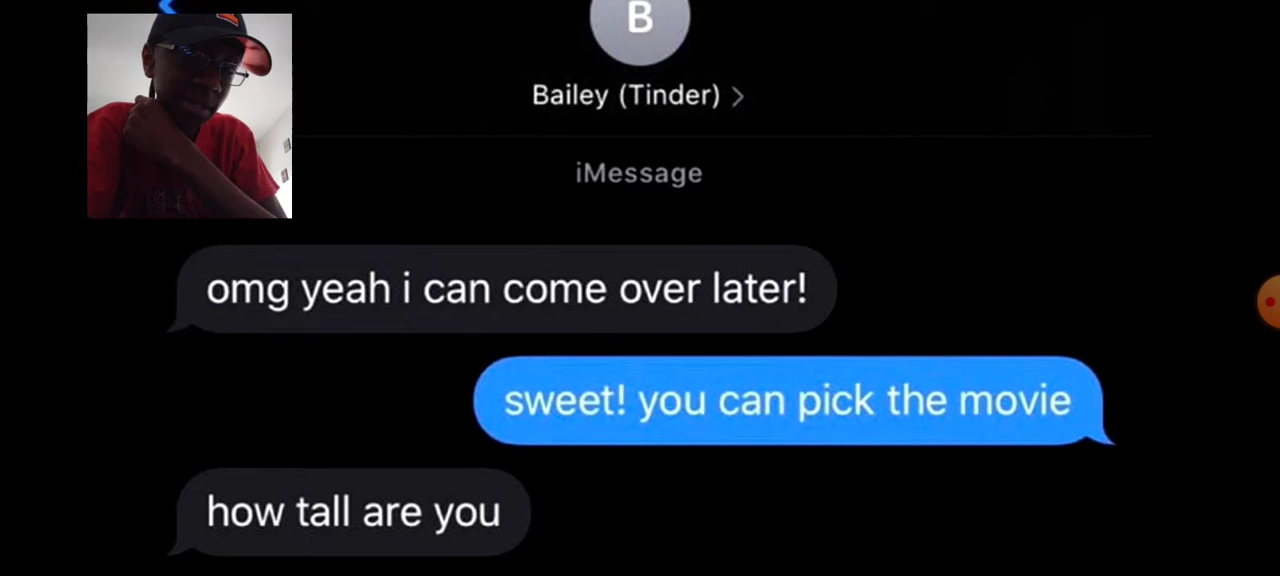 B
Bailey (Tinder)
iMessage
omg yeah i can come over later!
sweet! you can pick the movie
how tall are you